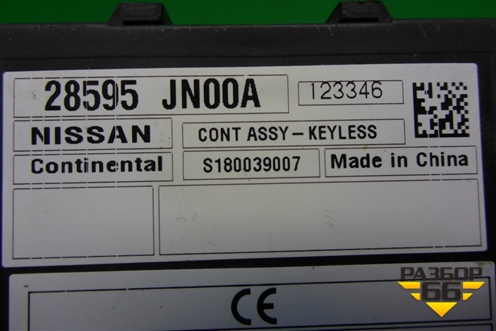 28595 JN00A 123346
NISSAN CONT ASSY-KEYLESS
Continental S180039007 Made in China
CE
РАЗБОР
66